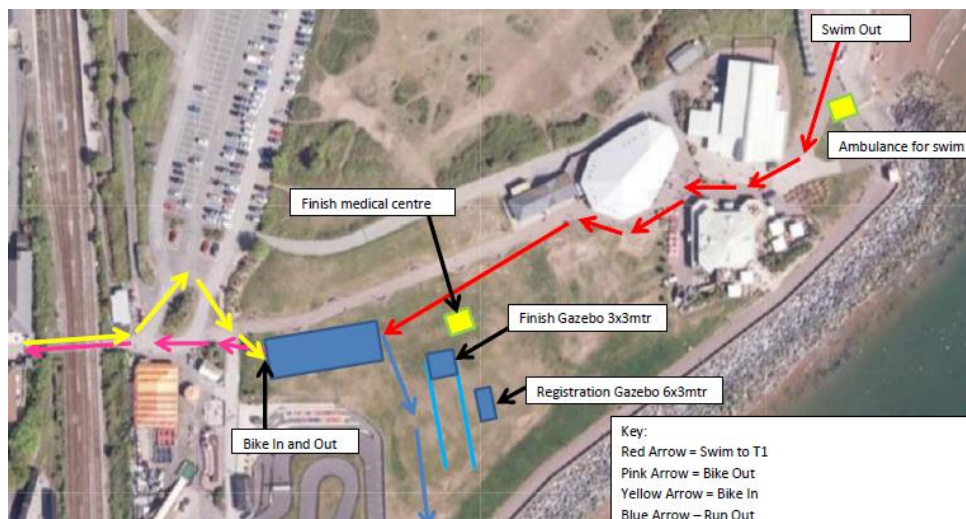 Swim Out
Ambulance for swim
Finish medical centre
Finish Gazebo 3x3mtr
Registration Gazebo 6x3mtr
Bike In and Out
Key:
Red Arrow = Swim to T1
Pink Arrow = Bike Out
Yellow Arrow = Bike In
Blue Arrow – Run Out